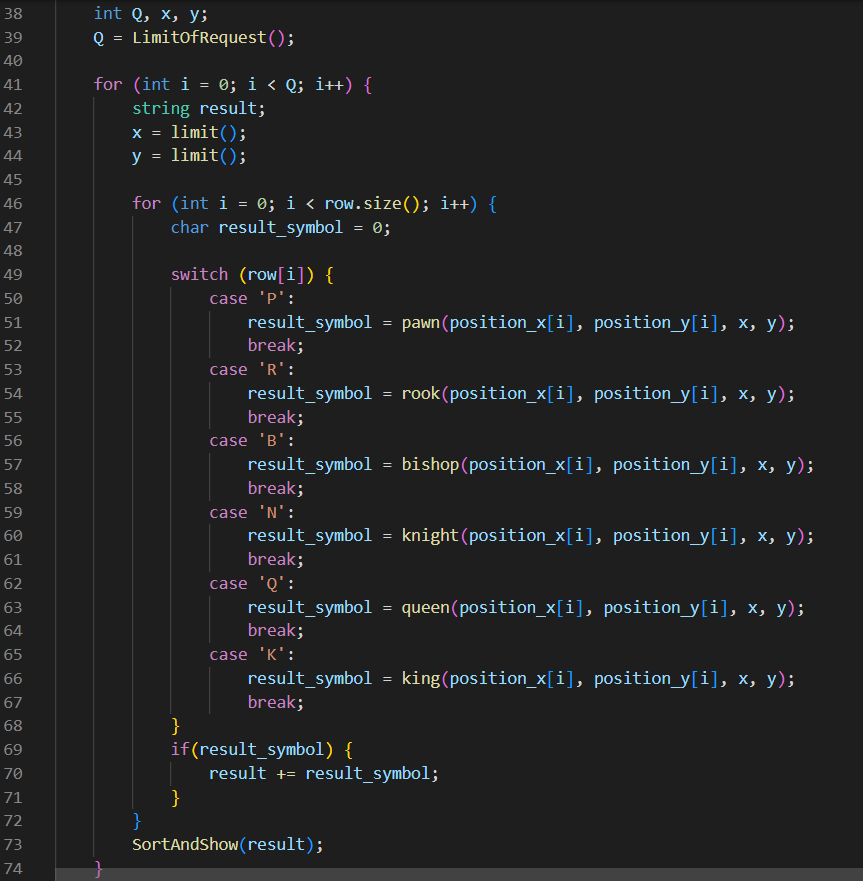 38 int Q, x, y;
39 Q = LimitOfRequest();
40
41 for (int i = 0; i < Q; i++) {
42 string result;
43 x = limit();
44 y = limit();
45
46 for (int i = 0; i < row.size(); i++) {
47 char result_symbol = 0;
48
49 switch (row[i]) {
50 case 'P':
51 result_symbol = pawn(position_x[i], position_y[i], x, y);
52 break;
53 case 'R':
54 result_symbol = rook(position_x[i], position_y[i], x, y);
55 break;
56 case 'B':
57 result_symbol = bishop(position_x[i], position_y[i], x, y);
58 break;
59 case 'N':
60 result_symbol = knight(position_x[i], position_y[i], x, y);
61 break;
62 case 'Q':
63 result_symbol = queen(position_x[i], position_y[i], x, y);
64 break;
65 case 'K':
66 result_symbol = king(position_x[i], position_y[i], x, y);
67 break;
68 }
69 if(result_symbol) {
70 result += result_symbol;
71 }
72 }
73 SortAndShow(result);
74 }